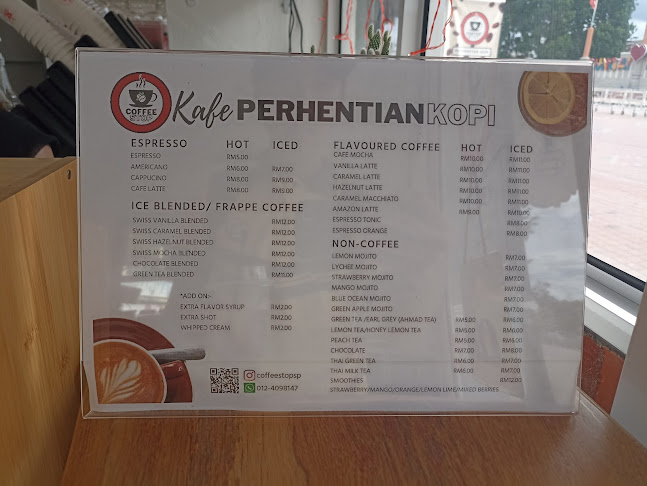 COFFEE
STOP
Kafe PERHENTIAN KOPI
ESPRESSO HOT ICED
ESPRESSO RM5.00
AMERICANO RM6.00 RM7.00
CAPPUCINO RM8.00 RM9.00
CAFE LATTE RM8.00 RM9.00
ICE BLENDED/ FRAPPE COFFEE
SWISS VANILLA BLENDED RM12.00
SWISS CARAMEL BLENDED RM12.00
SWISS HAZELNUT BLENDED RM12.00
SWISS MOCHA BLENDED RM12.00
CHOCOLATE BLENDED RM12.00
GREEN TEA BLENDED RM11.00
*ADD ON:-
EXTRA FLAVOR SYRUP RM2.00
EXTRA SHOT RM2.00
WHIPPED CREAM RM2.00
coffeestopsp
012-4098147
FLAVOURED COFFEE HOT ICED
CAFE MOCHA RM10.00 RM11.00
VANILLA LATTE RM10.00 RM11.00
CARAMEL LATTE RM10.00 RM11.00
HAZELNUT LATTE RM10.00 RM11.00
CARAMEL MACCHIATO RM10.00 RM11.00
AMAZON LATTE RM9.00 RM10.00
ESPRESSO TONIC RM8.00
ESPRESSO ORANGE RM8.00
NON-COFFEE
LEMON MOJITO RM7.00
LYCHEE MOJITO RM7.00
STRAWBERRY MOJITO RM7.00
MANGO MOJITO RM7.00
BLUE OCEAN MOJITO RM7.00
GREEN APPLE MOJITO RM7.00
GREEN TEA /EARL GREY (AHMAD TEA) RM5.00 RM6.00
LEMON TEA/HONEY LEMON TEA RM5.00 RM6.00
PEACH TEA RM5.00 RM6.00
CHOCOLATE RM7.00 RM8.00
THAI GREEN TEA RM6.00 RM7.00
THAI MILK TEA RM6.00 RM7.00
SMOOTHIES RM12.00
STRAWBERRY/MANGO/ORANGE/LEMON LIME/MIXED BERRIES